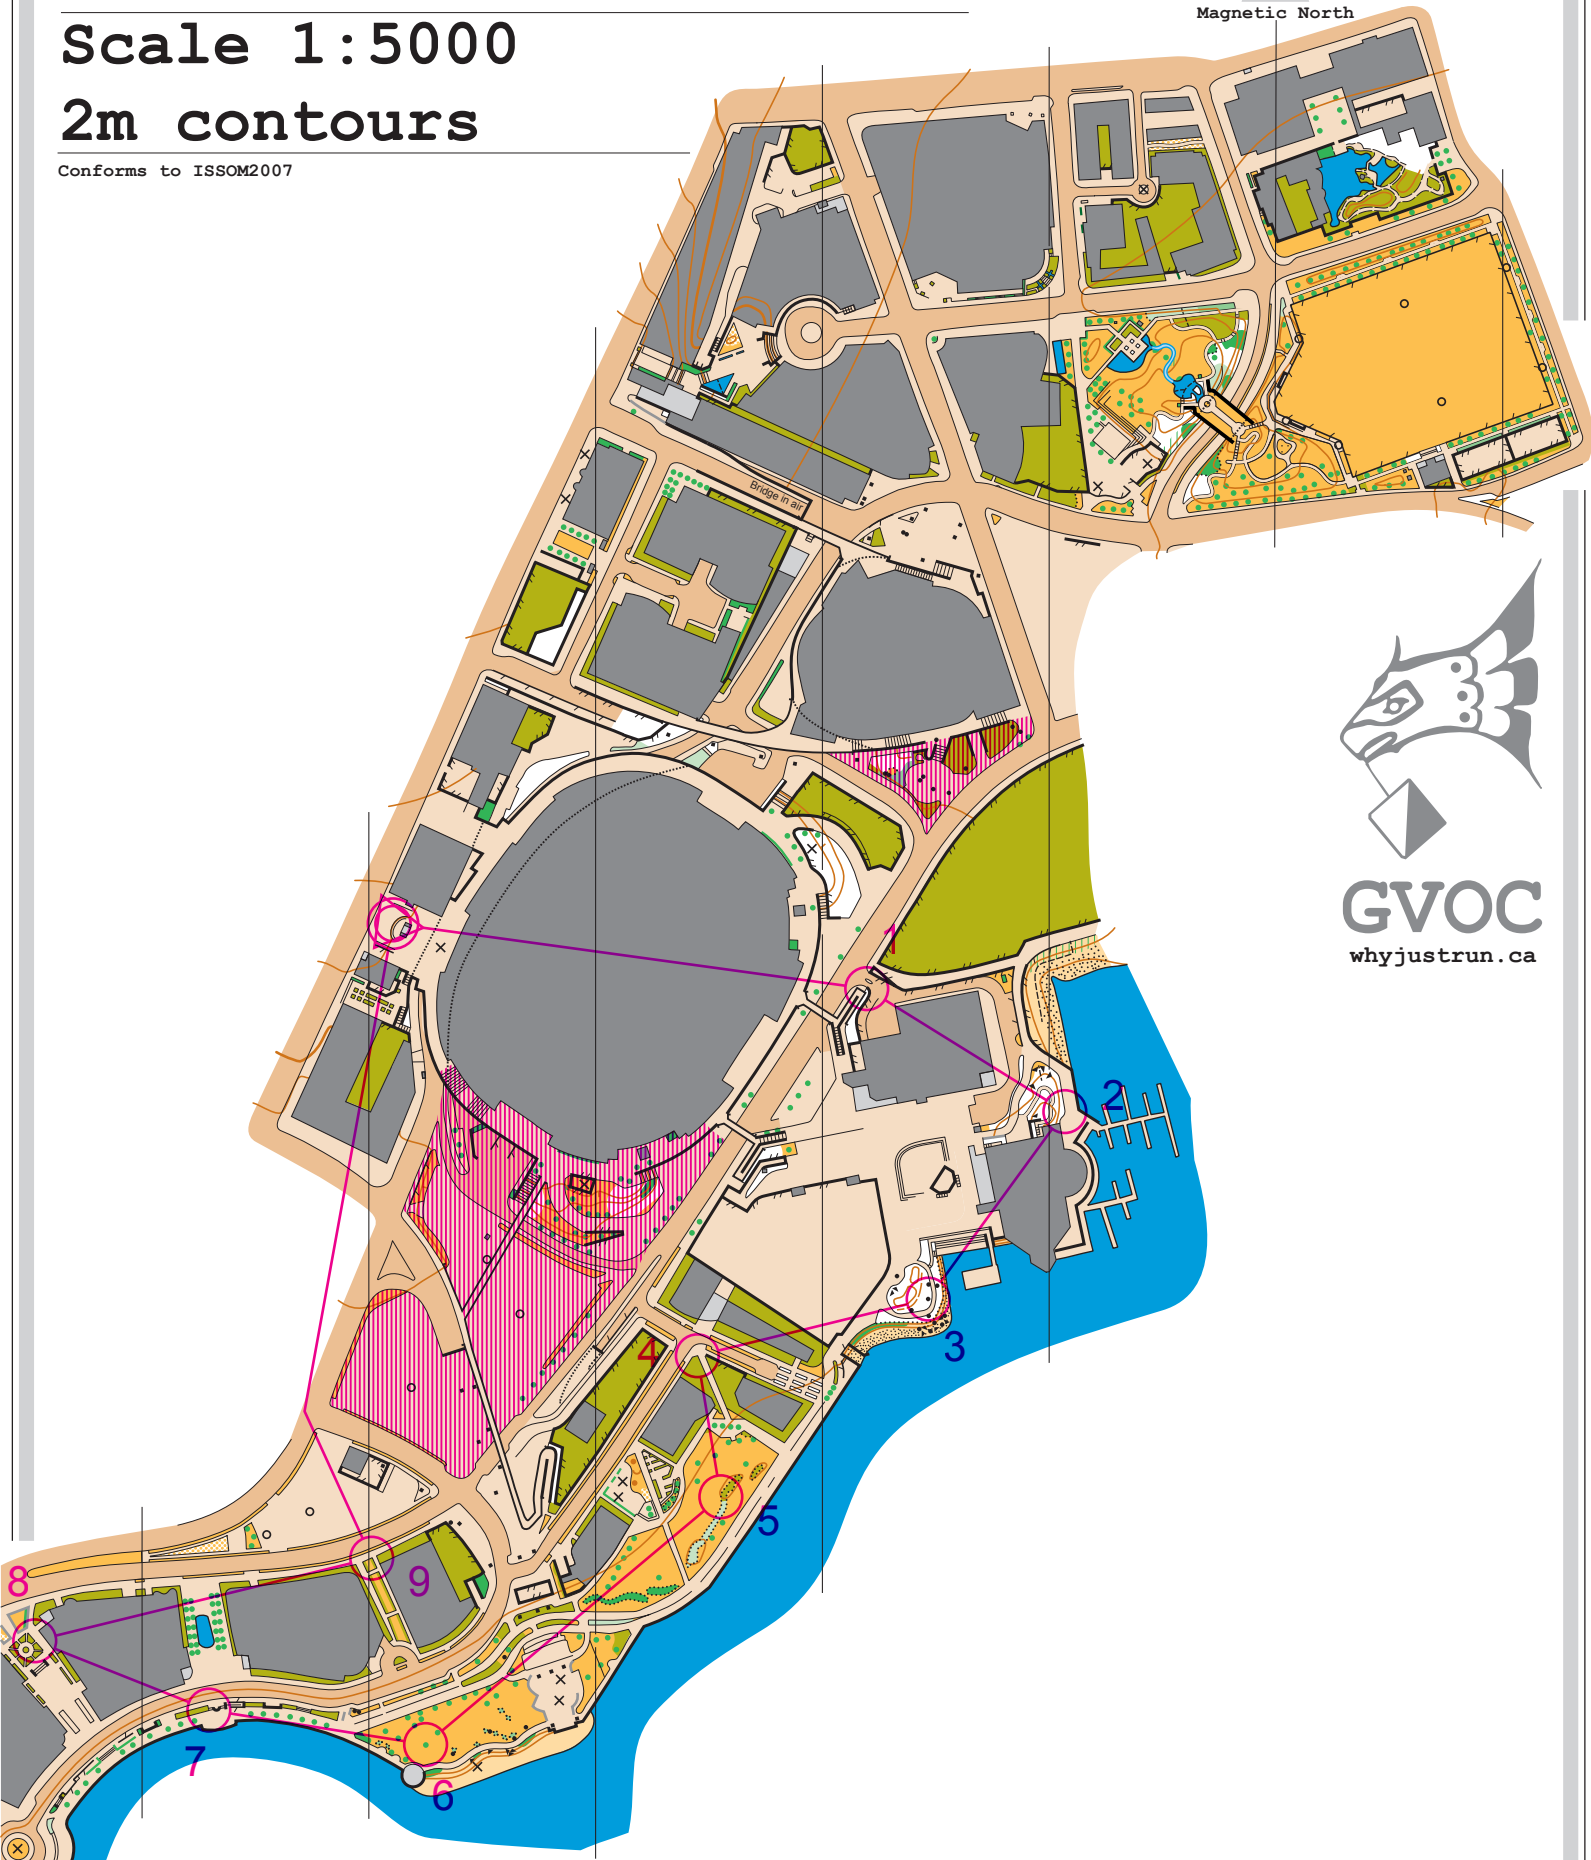 Magnetic North
Scale 1:5000
2m contours
Conforms to ISSOM2007
Bridge in air
GVOC
whyjustrun.ca
1
2
3
4
5
6
7
8
9